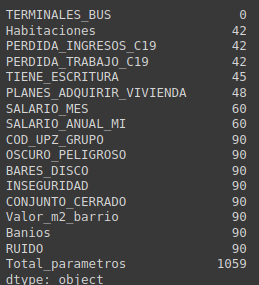 TERMINALES_BUS 0
Habitaciones 42
PERDIDA_INGRESOS_C19 42
PERDIDA_TRABAJO_C19 42
TIENE_ESCRITURA 45
PLANES_ADQUIRIR_VIVIENDA 48
SALARIO_MES 60
SALARIO_ANUAL_MI 60
COD_UPZ_GRUPO 90
OSCURO_PELIGROSO 90
BARES_DISCO 90
INSEGURIDAD 90
CONJUNTO_CERRADO 90
Valor_m2_barrio 90
Banios 90
RUIDO 90
Total_parametros 1059
dtype: object